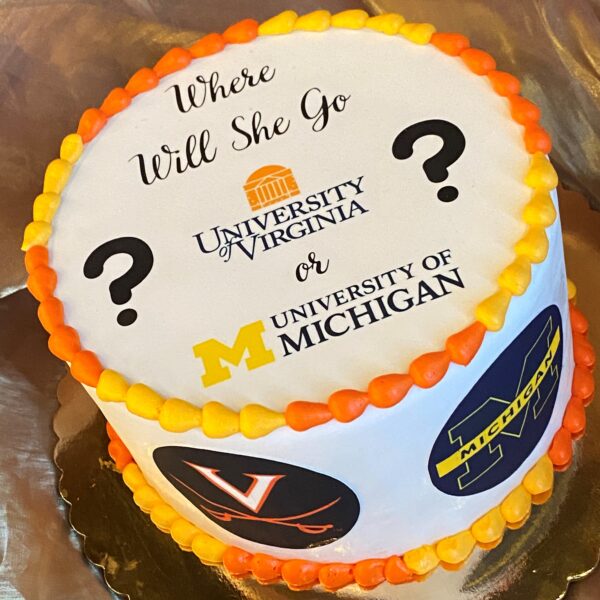 Where
Will She Go
? ?
UNIVERSITY
of VIRGINIA
or
M UNIVERSITY OF
MICHIGAN
V
M
MICHIGAN